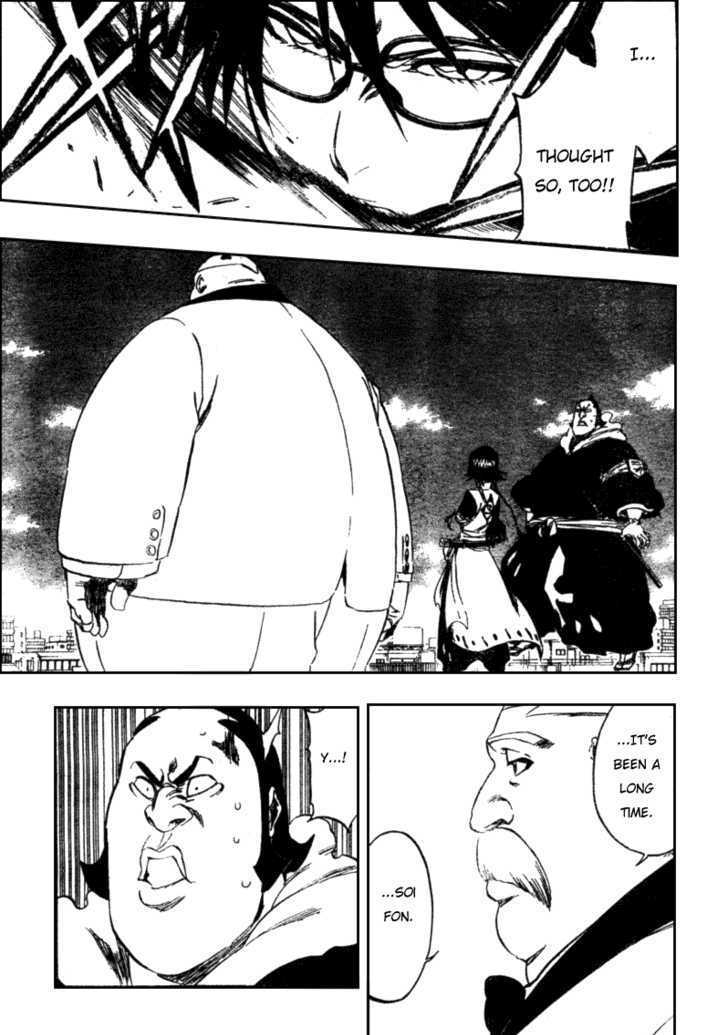 I...
THOUGHT
SO, TOO!!
...IT'S
BEEN A
LONG
TIME.
...SOI
FON.
Y...!